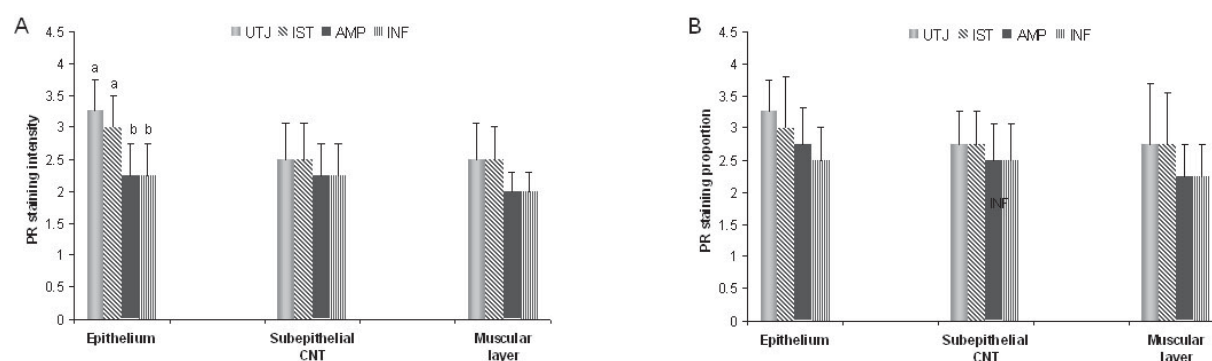 A
UTJ IST AMP INF
PR staining intensity
4.5
4
3.5
3
2.5
2
1.5
1
0.5
0
a
a
b b
Epithelium
Subepithelial
CNT
Muscular
layer
B
UTJ IST AMP INF
PR staining proportion
4.5
4
3.5
3
2.5
2
1.5
1
0.5
0
INF
Epithelium
Subepithelial
CNT
Muscular
layer